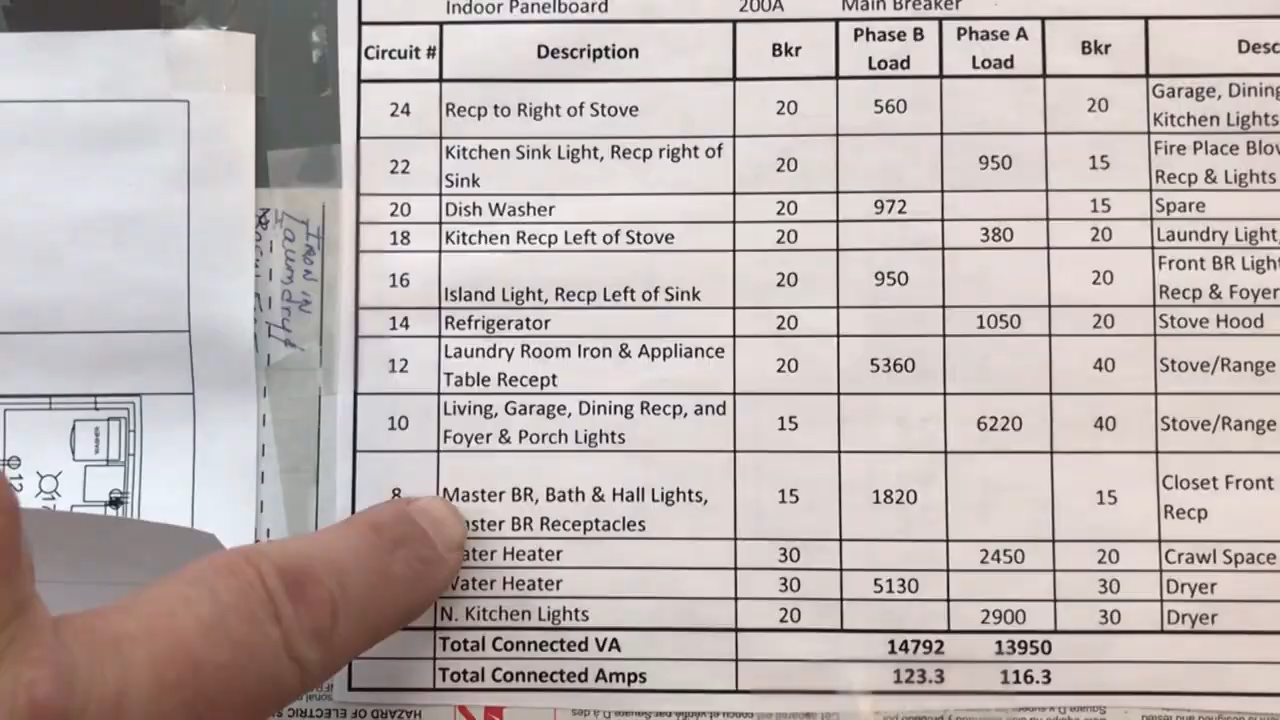 Indoor Panelboard 200A Main Breaker
Circuit # Description Bkr Phase B Load Phase A Load Bkr Desc
24 Recp to Right of Stove 20 560 20 Garage, Dining
Kitchen Lights
22 Kitchen Sink Light, Recp right of 950 15 Fire Place Blow
Sink 20 Recp & Lights
20 Dish Washer 20 972 15 Spare
18 Kitchen Recp Left of Stove 20 380 20 Laundry Light,
16 Island Light, Recp Left of Sink 20 950 20 Front BR Light
Recp & Foyer
14 Refrigerator 20 1050 20 Stove Hood
12 Laundry Room Iron & Appliance
Table Recept 20 5360 40 Stove/Range
10 Living, Garage, Dining Recp, and
Foyer & Porch Lights 15 6220 40 Stove/Range
8 Master BR, Bath & Hall Lights,
aster BR Receptacles 15 1820 15 Closet Front
Recp
ater Heater 30 2450 20 Crawl Space
Water Heater 30 5130 30 Dryer
N. Kitchen Lights 20 2900 30 Dryer
Total Connected VA 14792 13950
Total Connected Amps 123.3 116.3
IRON IN
Laundry
12
HAZARD OF ELECTRIC S